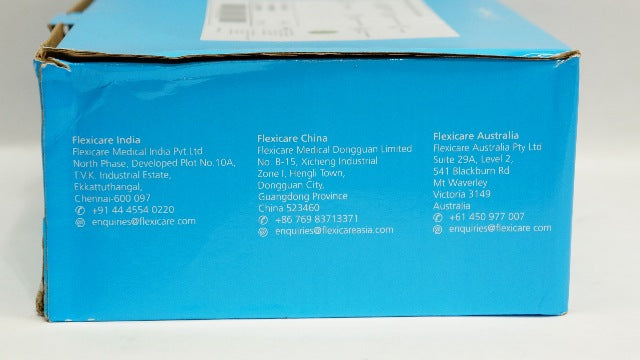 Flexicare India
Flexicare Medical India Pvt.Ltd
North Phase, Developed Plot No.10A,
T.V.K. Industrial Estate,
Ekkattuthangal,
Chennai-600 097
+91 44 4554 0220
enquiries@flexicare.com
Flexicare China
Flexicare Medical Dongguan Limited
No. B-15, Xicheng Industrial
Zone I, Hengli Town,
Dongguan City,
Guangdong Province
China 523460
+86 769 83713371
enquiries@flexicareasia.com
Flexicare Australia
Flexicare Australia Pty Ltd
Suite 29A, Level 2,
541 Blackburn Rd
Mt Waverley
Victoria 3149
Australia
+61 450 977 007
enquiries@flexicare.com